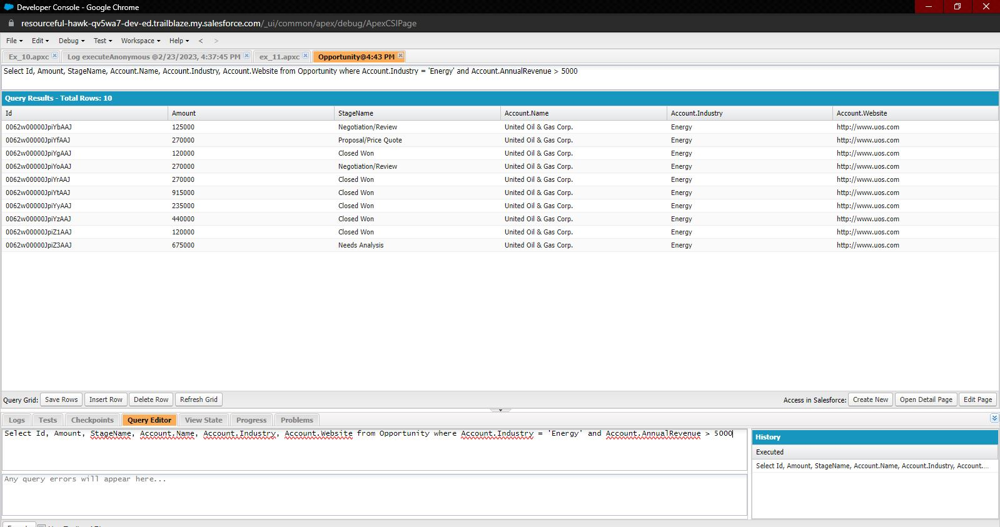 Developer Console - Google Chrome
resourceful-hawk-qv5wa7-dev-ed.trailblaze.my.salesforce.com/_ui/common/apex/debug/ApexCSIPage
File Edit Debug Test Workspace Help < >
Ex_10.apxc Log executeAnonymous @2/23/2023, 4:37:45 PM ex_11.apxc Opportunity@4:43 PM
Select Id, Amount, StageName, Account.Name, Account.Industry, Account.Website from Opportunity where Account.Industry = 'Energy' and Account.AnnualRevenue > 5000
Query Results - Total Rows: 10
Id Amount StageName Account.Name Account.Industry Account.Website
0062w00000JpiYbAAJ 125000 Negotiation/Review United Oil & Gas Corp. Energy http://www.uos.com
0062w00000JpiYfAAJ 270000 Proposal/Price Quote United Oil & Gas Corp. Energy http://www.uos.com
0062w00000JpiYgAAJ 120000 Closed Won United Oil & Gas Corp. Energy http://www.uos.com
0062w00000JpiYoAAJ 270000 Negotiation/Review United Oil & Gas Corp. Energy http://www.uos.com
0062w00000JpiYrAAJ 270000 Closed Won United Oil & Gas Corp. Energy http://www.uos.com
0062w00000JpiYtAAJ 915000 Closed Won United Oil & Gas Corp. Energy http://www.uos.com
0062w00000JpiYyAAJ 235000 Closed Won United Oil & Gas Corp. Energy http://www.uos.com
0062w00000JpiYzAAJ 440000 Closed Won United Oil & Gas Corp. Energy http://www.uos.com
0062w00000JpiZ1AAJ 120000 Closed Won United Oil & Gas Corp. Energy http://www.uos.com
0062w00000JpiZ3AAJ 675000 Needs Analysis United Oil & Gas Corp. Energy http://www.uos.com
Query Grid: Save Rows Insert Row Delete Row Refresh Grid Access in Salesforce: Create New Open Detail Page Edit Page
Logs Tests Checkpoints Query Editor View State Progress Problems
Select Id, Amount, StageName, Account.Name, Account.Industry, Account.Website from Opportunity where Account.Industry = 'Energy' and Account.AnnualRevenue > 5000
History
Executed
Select Id, Amount, StageName, Account.Name, Account.Industry, Account....
Any query errors will appear here...